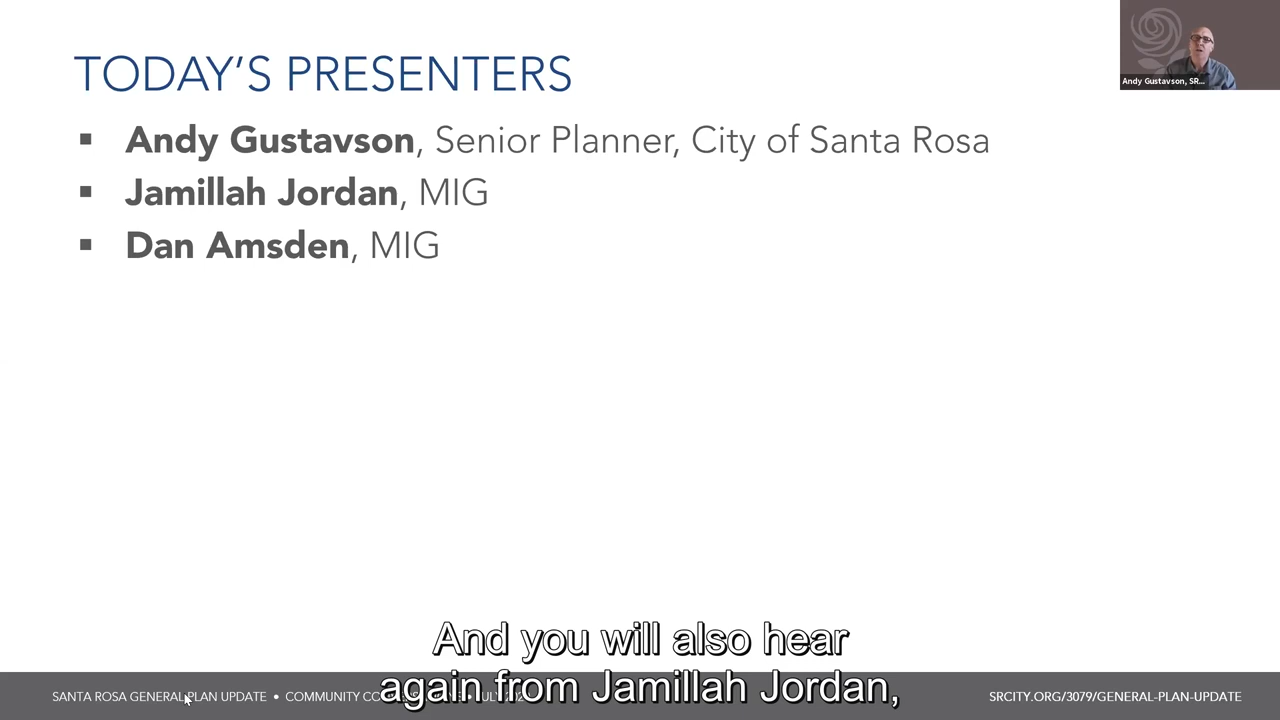 TODAY'S PRESENTERS
▪ Andy Gustavson, Senior Planner, City of Santa Rosa
▪ Jamillah Jordan, MIG
▪ Dan Amsden, MIG
Andy Gustavson, SR...
And you will also hear
again from Jamillah Jordan,
SANTA ROSA GENERAL PLAN UPDATE • COMMUNITY
SRCITY.ORG/3079/GENERAL-PLAN-UPDATE